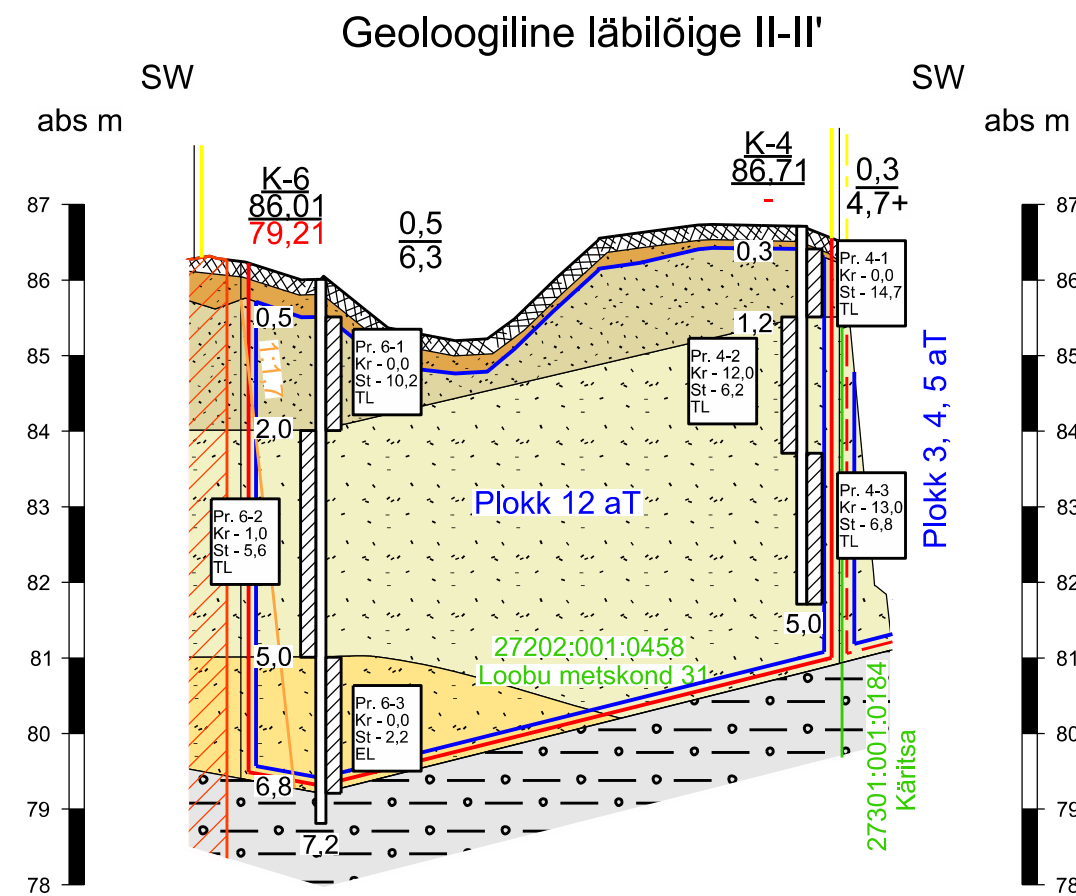 Geoloogiline läbilõige II-II'
SW
SW
abs m
abs m
K-6
86,01
79,21
0,5
6,3
K-4
86,71
-
0,3
4,7+
87
86
85
84
83
82
81
80
79
78
87
86
85
84
83
82
81
80
79
78
0,5
1:1,7
2,0
5,0
6,8
7,2
0,3
1,2
5,0
Pr. 6-1
Kr - 0,0
St - 10,2
TL
Pr. 6-2
Kr - 1,0
St - 5,6
TL
Pr. 6-3
Kr - 0,0
St - 2,2
EL
Pr. 4-1
Kr - 0,0
St - 14,7
TL
Pr. 4-2
Kr - 12,0
St - 6,2
TL
Pr. 4-3
Kr - 13,0
St - 6,8
TL
Plokk 12 aT
Plokk 3, 4, 5 aT
27202:001:0458
Loobu metskond 31
27301:001:0184
Käritsa